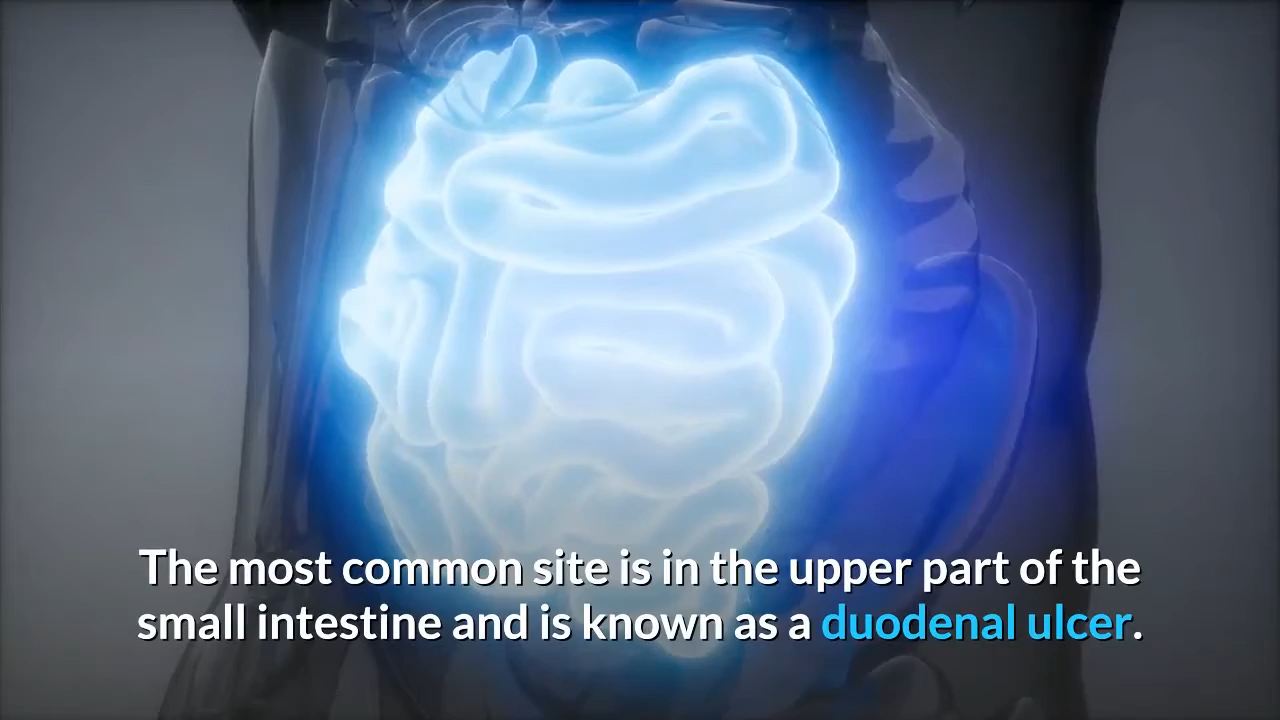 The most common site is in the upper part of the
small intestine and is known as a duodenal ulcer.